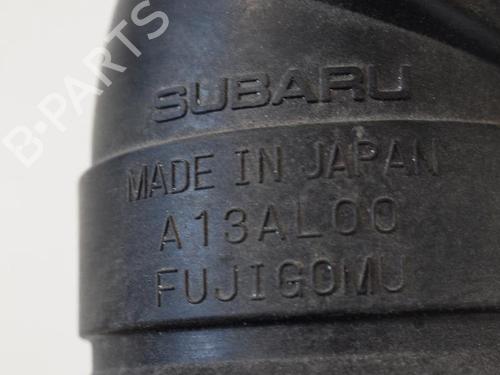 B-PARTS
SUBARU
MADE IN JAPAN
A13AL00
FUJIGOMU